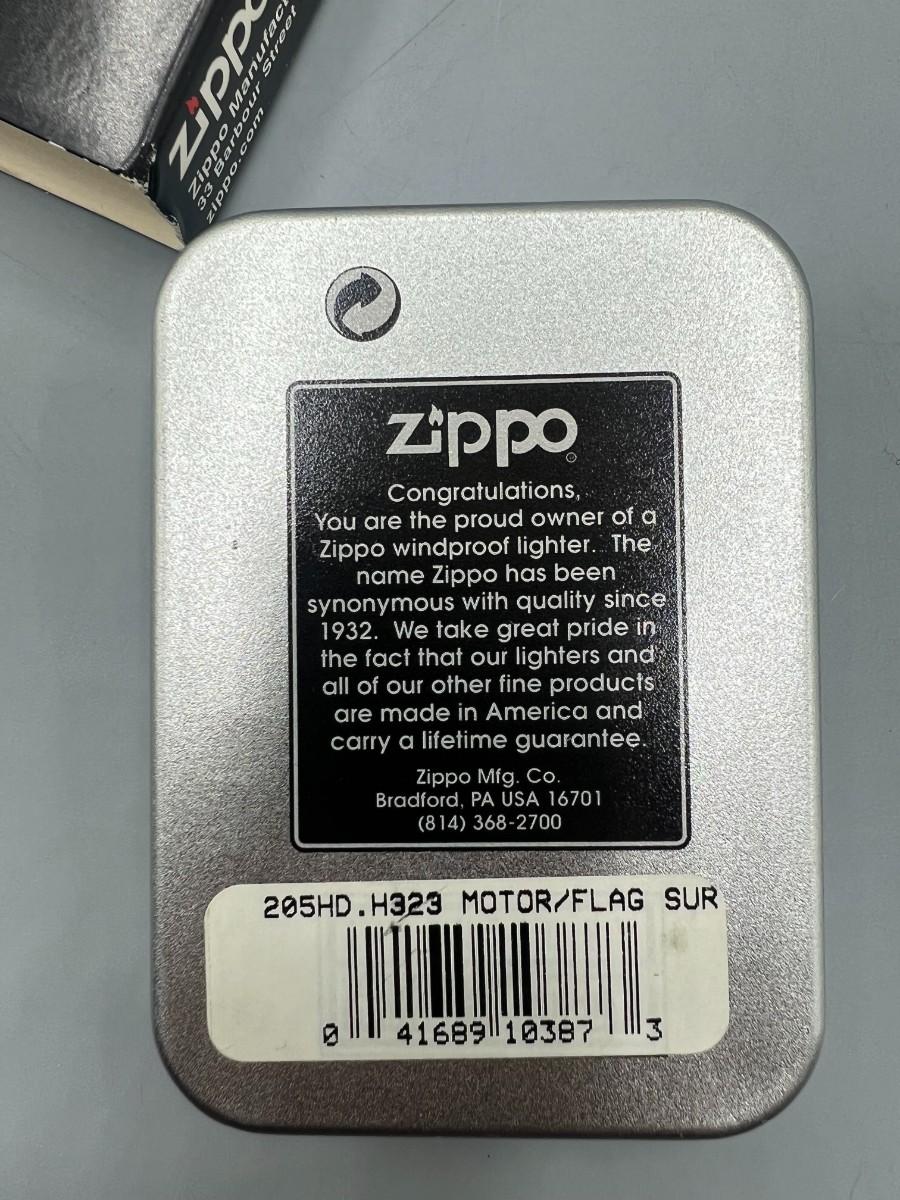 zippo
Zippo Manufact
33 Barbour Street
zippo.com
zippo
Congratulations,
You are the proud owner of a
Zippo windproof lighter. The
name Zippo has been
synonymous with quality since
1932. We take great pride in
the fact that our lighters and
all of our other fine products
are made in America and
carry a lifetime guarantee.
Zippo Mfg. Co.
Bradford, PA USA 16701
(814) 368-2700
205HD.H323 MOTOR/FLAG SUR
0 41689 10387 3